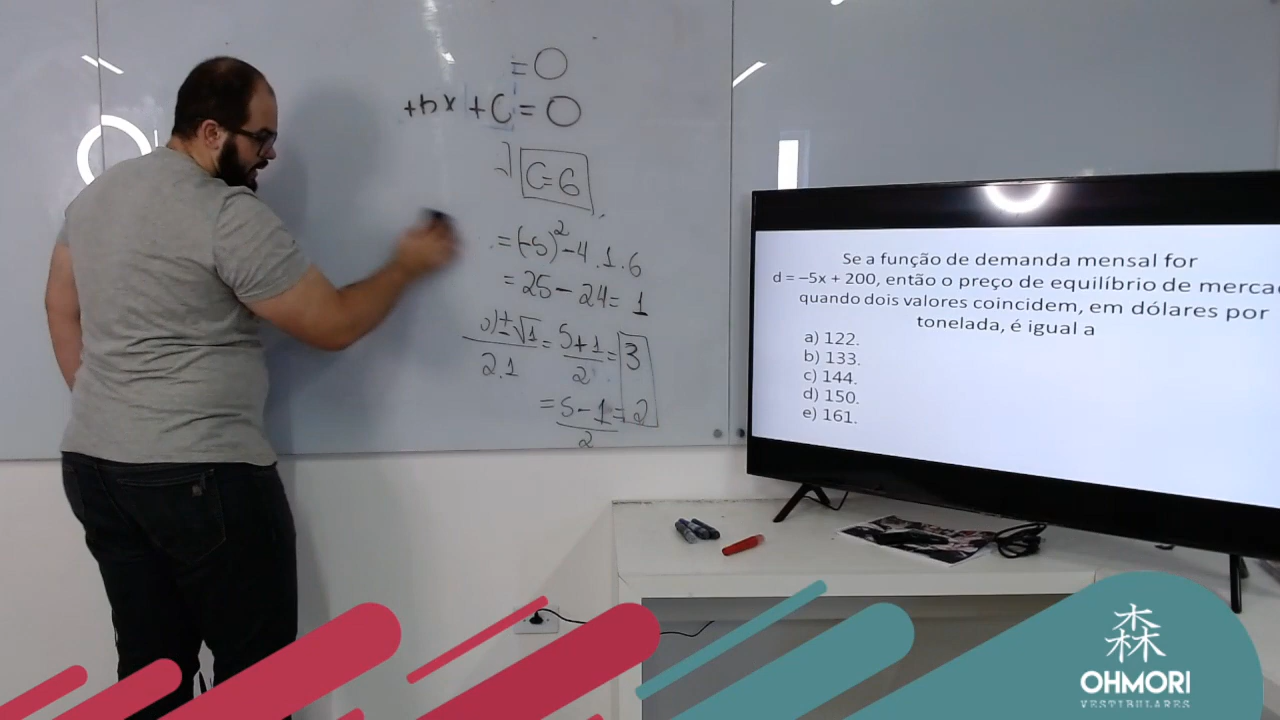 = 0
+bx + C = 0
C=6
= (-5)² - 4 . 1 . 6
= 25 - 24 = 1
± √1 = 5+1 = 3
2.1 2
= 5-1 = 2
2
Se a função de demanda mensal for
d = –5x + 200, então o preço de equilíbrio de merca
quando dois valores coincidem, em dólares por
tonelada, é igual a
a) 122.
b) 133.
c) 144.
d) 150.
e) 161.
森
OHMORI
VESTIBULARES